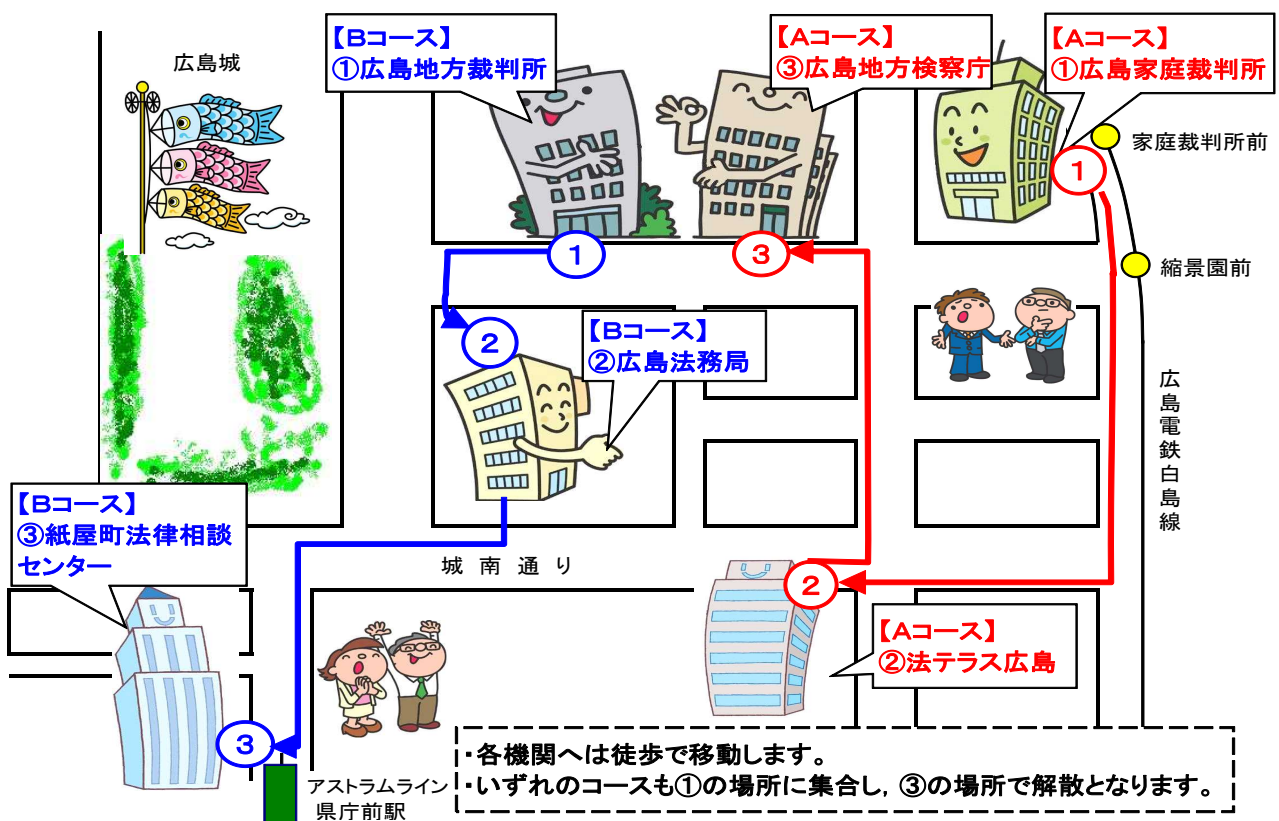 【Bコース】
①広島地方裁判所
【Aコース】
③広島地方検察庁
【Aコース】
①広島家庭裁判所
広島城
家庭裁判所前
1
1
3
縮景園前
2
【Bコース】
②広島法務局
広島電鉄白島線
【Bコース】
③紙屋町法律相談
センター
城南通り
2
【Aコース】
②法テラス広島
3
・各機関へは徒歩で移動します。
・いずれのコースも①の場所に集合し，③の場所で解散となります。
アストラムライン
県庁前駅